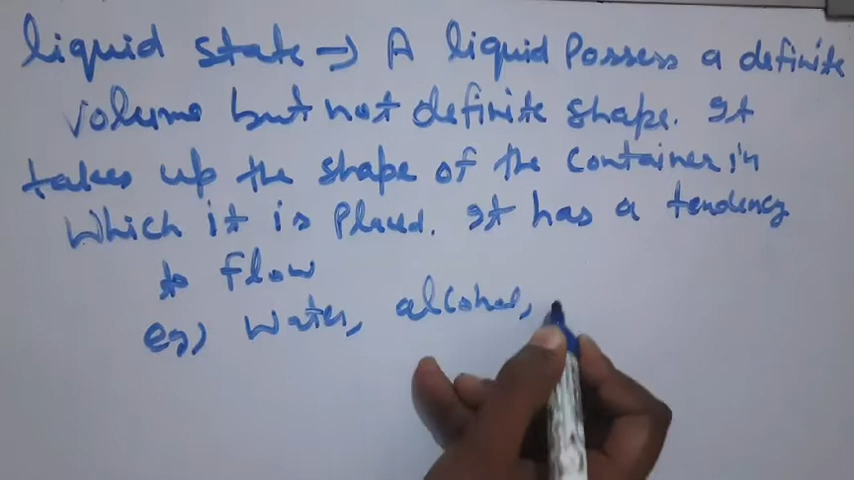 liquid state → A liquid Possess a definite
volume but not definite shape. It
takes up the shape of the container in
which it is Placed. It has a tendency
to flow
eg) water, alcohol,